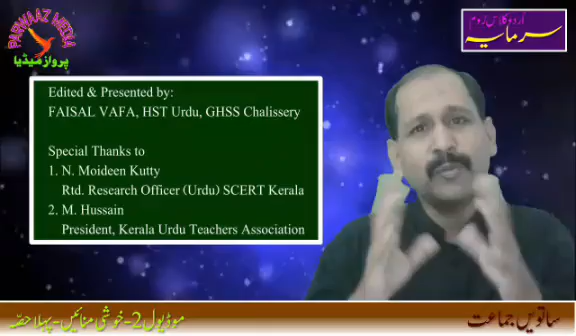 PARWAAZ MEDIA
پرواز میڈیا
اردو کلاس روم
سرمایہ
Edited & Presented by:
FAISAL VAFA, HST Urdu, GHSS Chalissery
Special Thanks to
1. N. Moideen Kutty
Rtd. Research Officer (Urdu) SCERT Kerala
2. M. Hussain
President, Kerala Urdu Teachers Association
ساتویں جماعت
موڈیول 2- خوشی منائیں- پہلا حصّہ